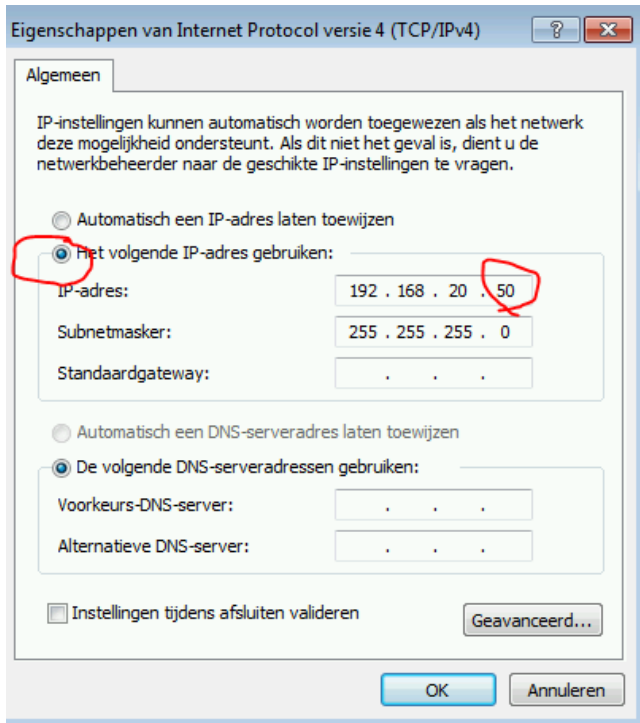 Eigenschappen van Internet Protocol versie 4 (TCP/IPv4)
Algemeen
IP-instellingen kunnen automatisch worden toegewezen als het netwerk
deze mogelijkheid ondersteunt. Als dit niet het geval is, dient u de
netwerkbeheerder naar de geschikte IP-instellingen te vragen.
Automatisch een IP-adres laten toewijzen
Het volgende IP-adres gebruiken:
IP-adres: 192 . 168 . 20 . 50
Subnetmasker: 255 . 255 . 255 . 0
Standaardgateway: . . .
Automatisch een DNS-serveradres laten toewijzen
De volgende DNS-serveradressen gebruiken:
Voorkeurs-DNS-server: . . .
Alternatieve DNS-server: . . .
Instellingen tijdens afsluiten valideren
Geavanceerd...
OK Annuleren